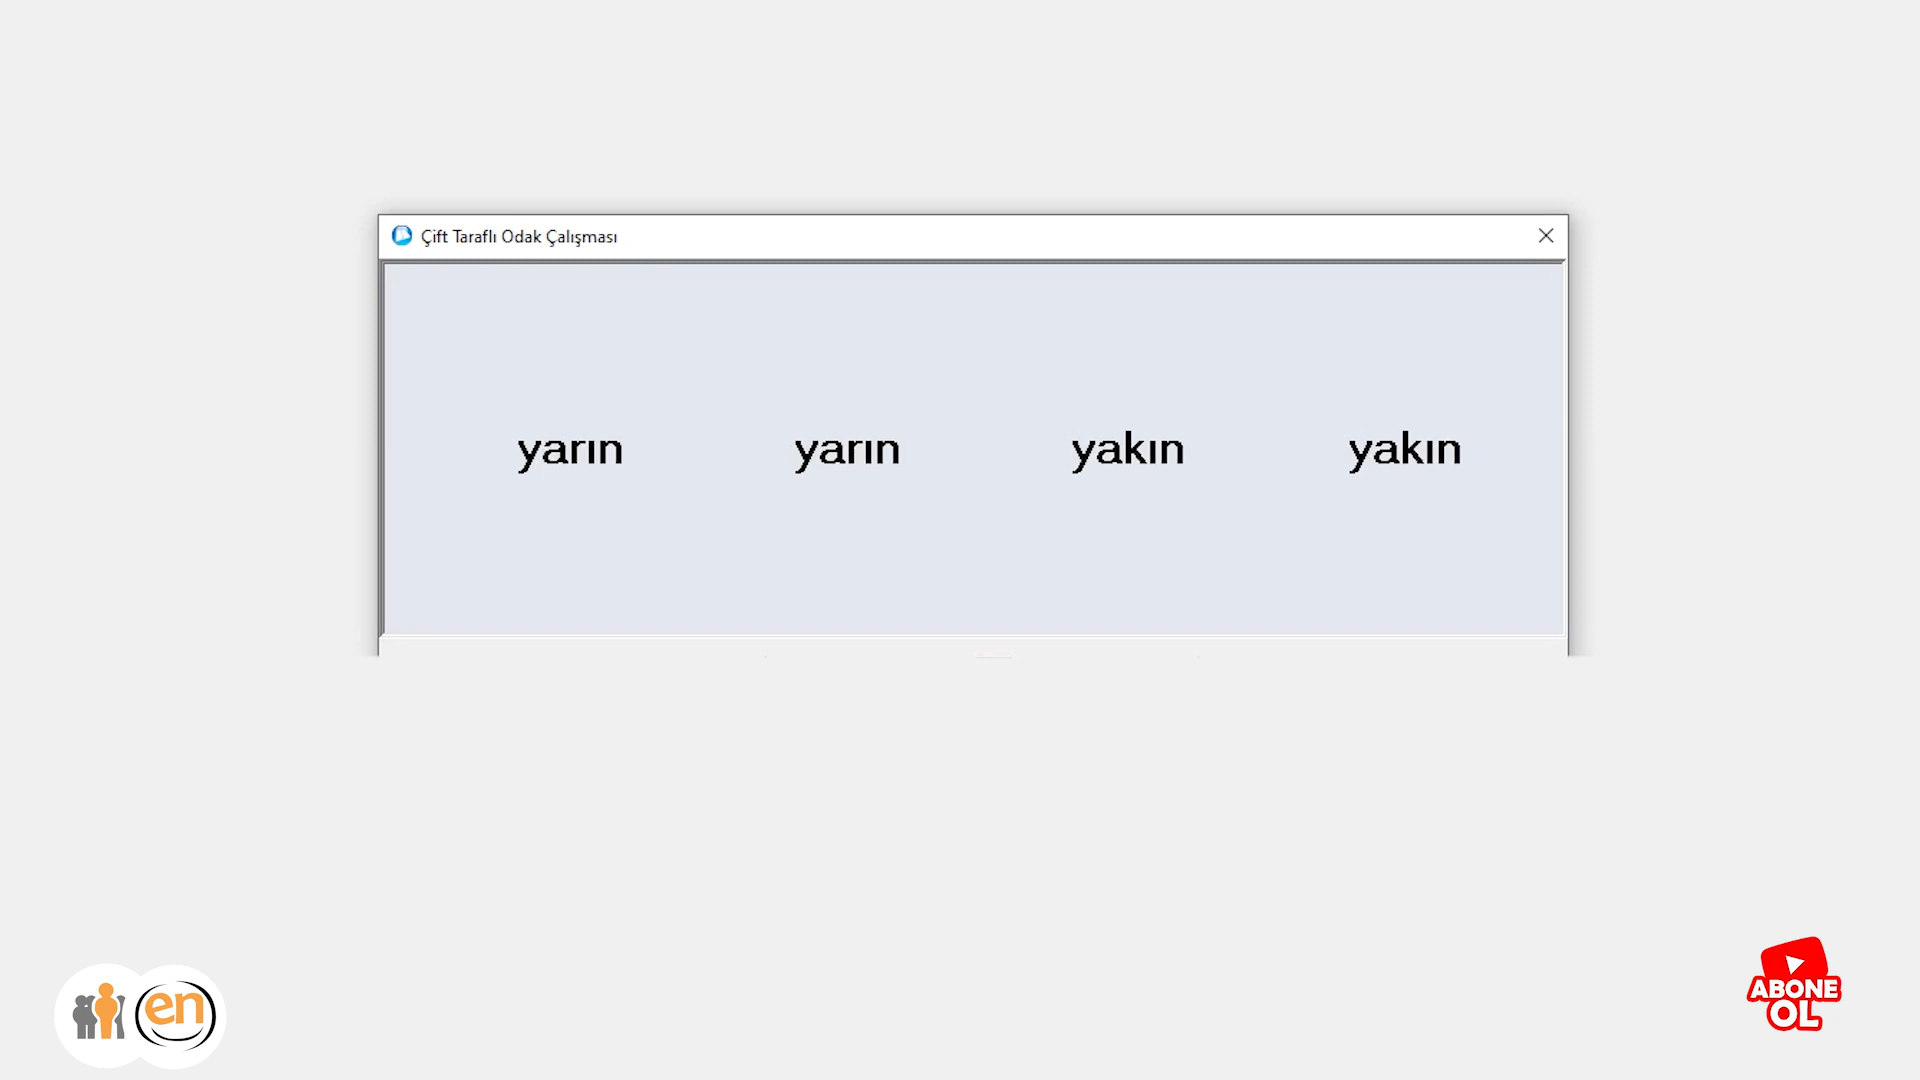 Çift Taraflı Odak Çalışması
yarın yarın yakın yakın
en
ABONE
OL